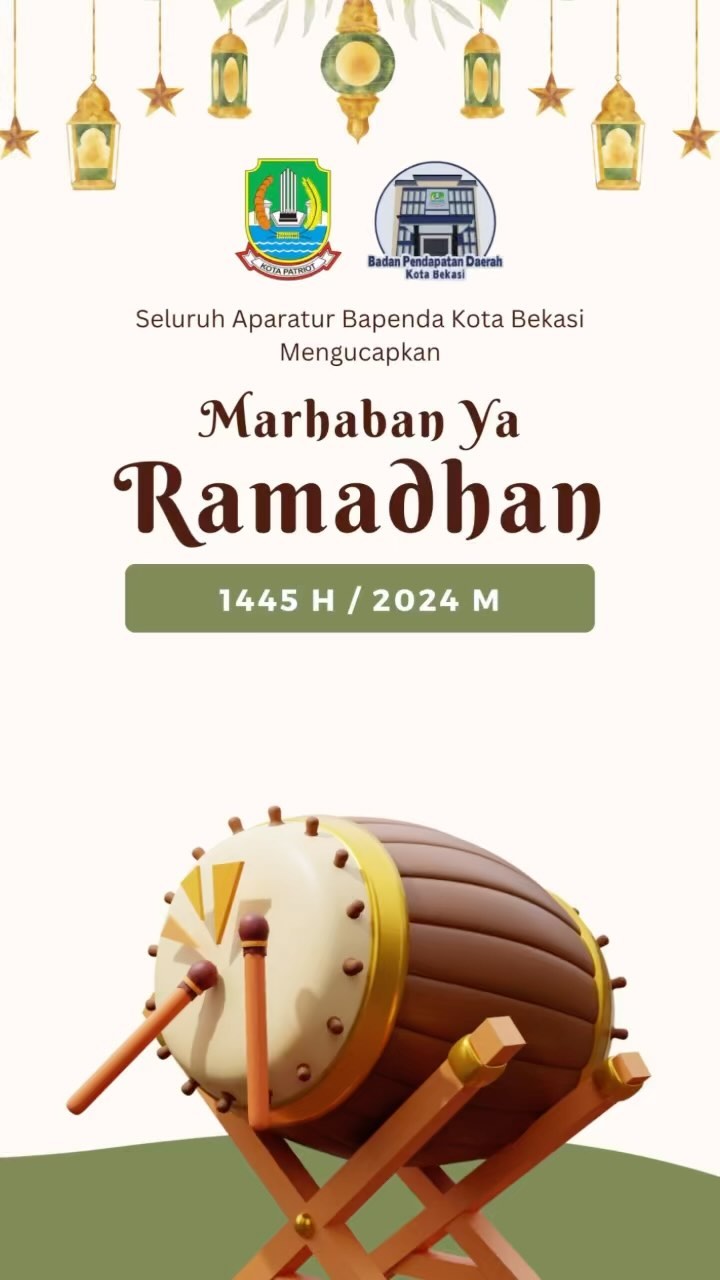 KOTA PATRIOT
Badan Pendapatan Daerah
Kota Bekasi
Seluruh Aparatur Bapenda Kota Bekasi
Mengucapkan
Marhaban Ya
Ramadhan
1445 H / 2024 M